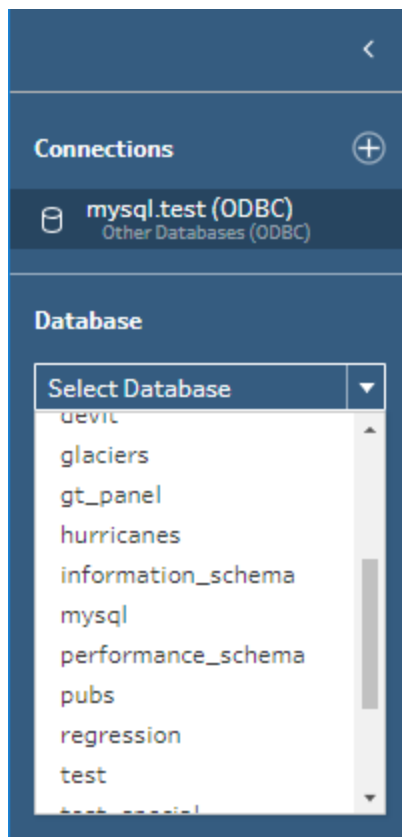 Connections
mysql.test (ODBC)
Other Databases (ODBC)
Database
Select Database
devit
glaciers
gt_panel
hurricanes
information_schema
mysql
performance_schema
pubs
regression
test